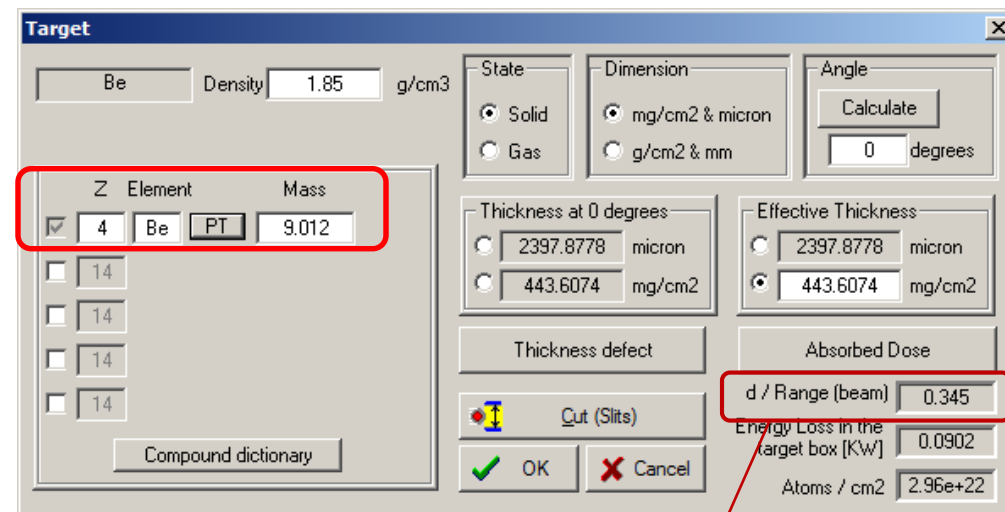 Target
Be Density 1.85 g/cm3
State
Solid
Gas
Dimension
mg/cm2 & micron
g/cm2 & mm
Angle
Calculate
0 degrees
Z Element Mass
4 Be PT 9.012
14
14
14
14
Compound dictionary
Thickness at 0 degrees
2397.8778 micron
443.6074 mg/cm2
Effective Thickness
2397.8778 micron
443.6074 mg/cm2
Thickness defect
Absorbed Dose
Cut (Slits)
OK
Cancel
d / Range (beam) 0.345
Energy Loss in the
target box [KW] 0.0902
Atoms / cm2 2.96e+22